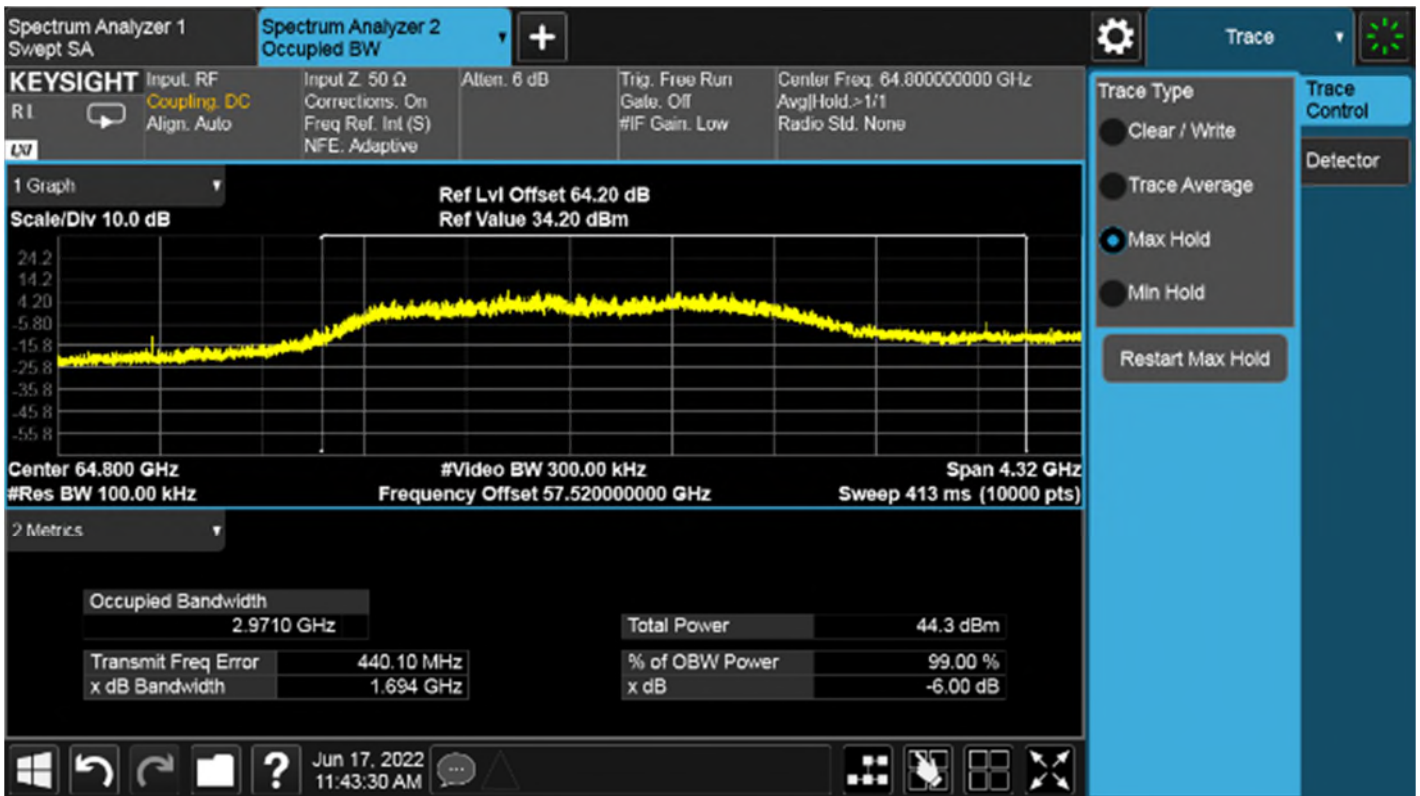 Spectrum Analyzer 1
Swept SA
Spectrum Analyzer 2
Occupied BW
Trace
KEYSIGHT
RL
LXI
Input. RF
Coupling. DC
Align. Auto
Input Z. 50 Ω
Corrections. On
Freq Ref. Int (S)
NFE. Adaptive
Atten. 6 dB
Trig. Free Run
Gate. Off
#IF Gain. Low
Center Freq. 64.800000000 GHz
Avg|Hold.>1/1
Radio Std. None
1 Graph
Scale/Div 10.0 dB
Ref Lvl Offset 64.20 dB
Ref Value 34.20 dBm
24.2
14.2
4.20
-5.80
-15.8
-25.8
-35.8
-45.8
-55.8
Center 64.800 GHz
#Video BW 300.00 kHz
Span 4.32 GHz
#Res BW 100.00 kHz
Frequency Offset 57.520000000 GHz
Sweep 413 ms (10000 pts)
2 Metrics
Occupied Bandwidth
2.9710 GHz
Total Power 44.3 dBm
Transmit Freq Error 440.10 MHz
% of OBW Power 99.00 %
x dB Bandwidth 1.694 GHz
x dB -6.00 dB
Trace Type
Clear / Write
Trace Average
Max Hold
Min Hold
Restart Max Hold
Trace
Control
Detector
?
Jun 17, 2022
11:43:30 AM